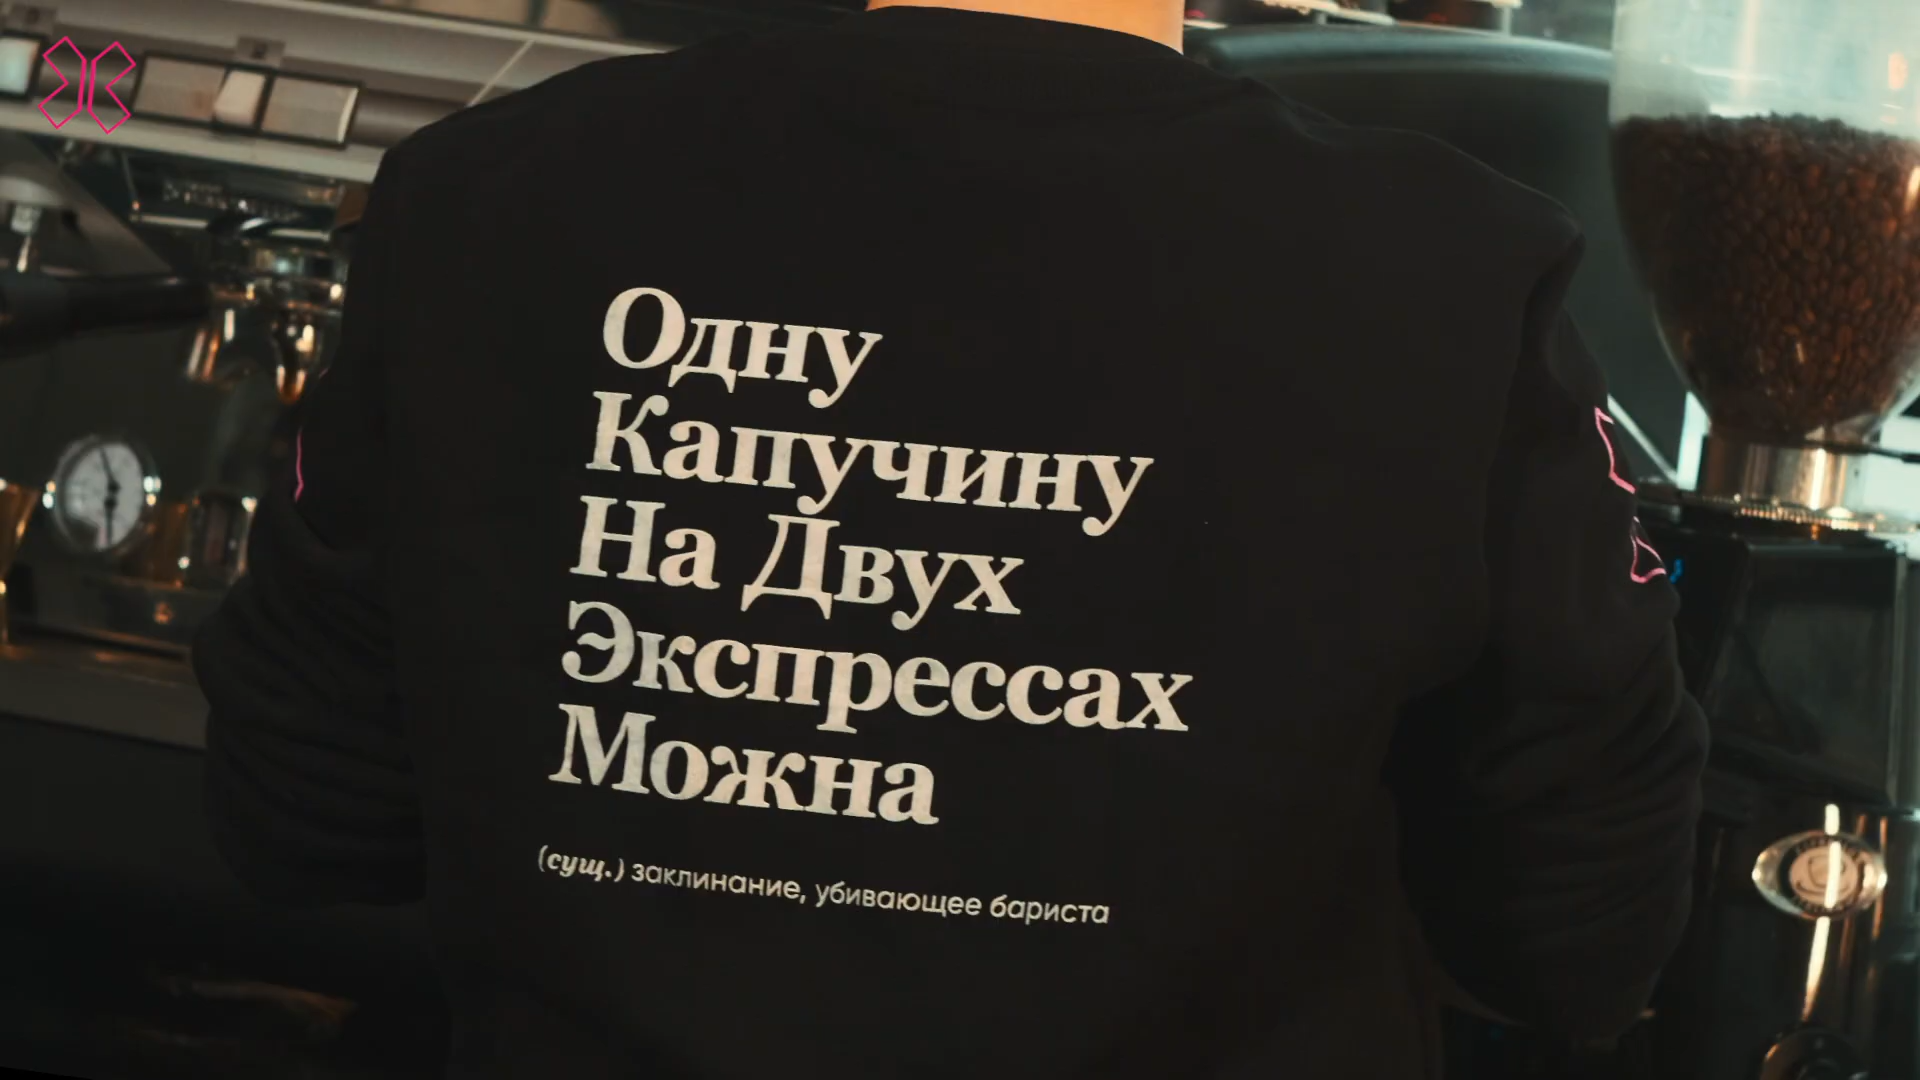 Одну
Капучину
На Двух
Экспрессах
Можна
(сущ.) заклинание, убивающее бариста